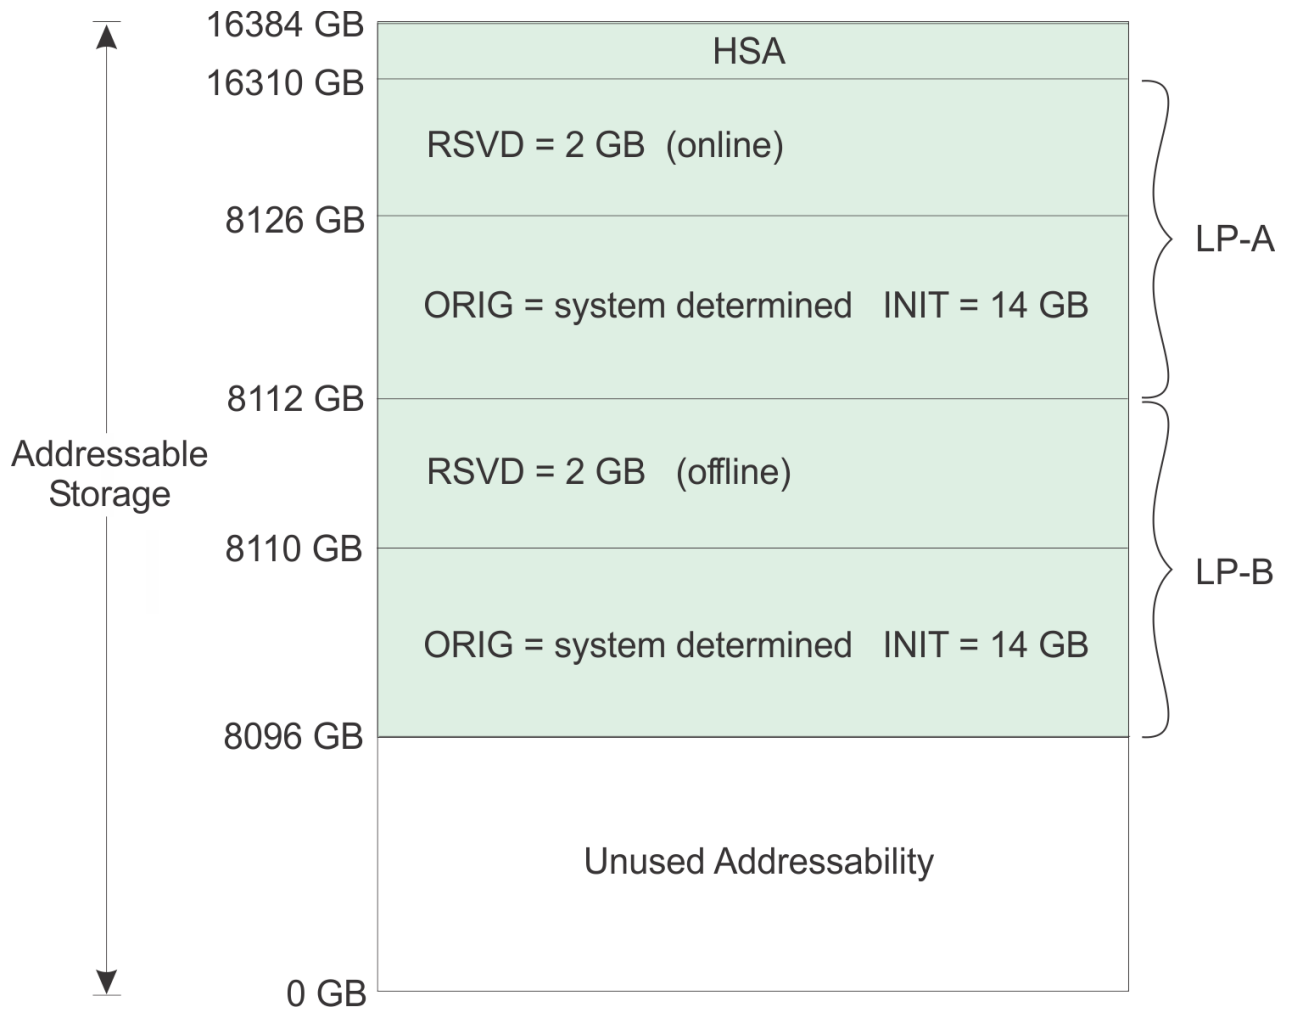 16384 GB
HSA
16310 GB
RSVD = 2 GB (online)
8126 GB
LP-A
ORIG = system determined INIT = 14 GB
8112 GB
Addressable
Storage
RSVD = 2 GB (offline)
8110 GB
LP-B
ORIG = system determined INIT = 14 GB
8096 GB
Unused Addressability
0 GB